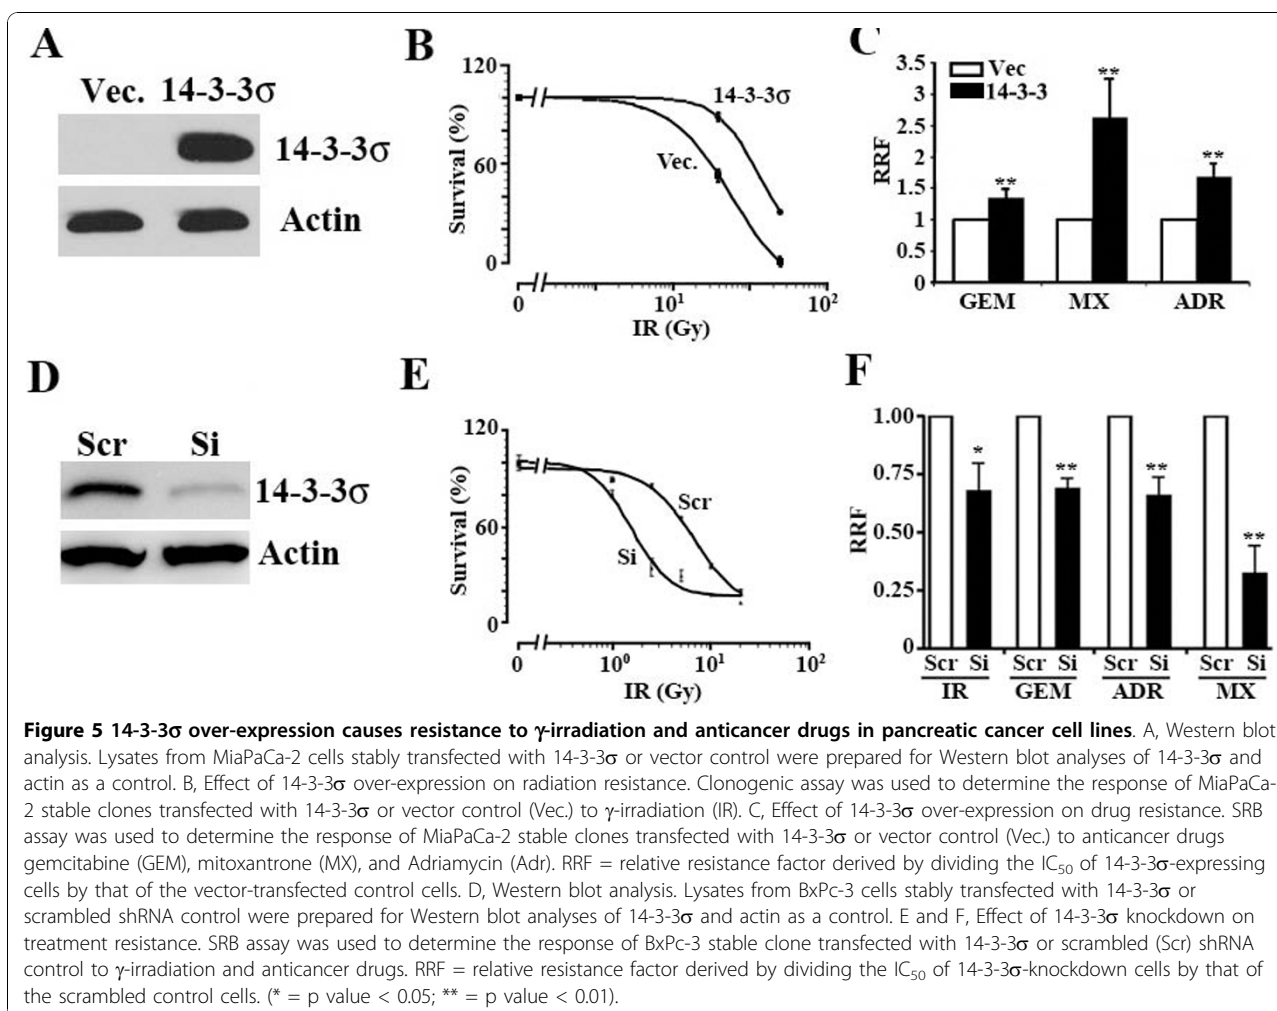 A
Vec. 14-3-3σ
14-3-3σ
Actin
B
120
60
0
Survival (%)
14-3-3σ
Vec.
0 10¹ 10²
IR (Gy)
C
3.5
3
2.5
2
1.5
1
0.5
0
RRF
Vec
14-3-3
** ** **
GEM MX ADR
D
Scr Si
14-3-3σ
Actin
E
120
60
0
Survival (%)
Scr
Si
0 10⁰ 10¹ 10²
IR (Gy)
F
1.00
0.75
0.50
0.25
0
RRF
* ** ** **
Scr Si Scr Si Scr Si Scr Si
IR GEM ADR MX
Figure 5 14-3-3σ over-expression causes resistance to γ-irradiation and anticancer drugs in pancreatic cancer cell lines. A, Western blot
analysis. Lysates from MiaPaCa-2 cells stably transfected with 14-3-3σ or vector control were prepared for Western blot analyses of 14-3-3σ and
actin as a control. B, Effect of 14-3-3σ over-expression on radiation resistance. Clonogenic assay was used to determine the response of MiaPaCa-
2 stable clones transfected with 14-3-3σ or vector control (Vec.) to γ-irradiation (IR). C, Effect of 14-3-3σ over-expression on drug resistance. SRB
assay was used to determine the response of MiaPaCa-2 stable clones transfected with 14-3-3σ or vector control (Vec.) to anticancer drugs
gemcitabine (GEM), mitoxantrone (MX), and Adriamycin (Adr). RRF = relative resistance factor derived by dividing the IC₅₀ of 14-3-3σ-expressing
cells by that of the vector-transfected control cells. D, Western blot analysis. Lysates from BxPc-3 cells stably transfected with 14-3-3σ or
scrambled shRNA control were prepared for Western blot analyses of 14-3-3σ and actin as a control. E and F, Effect of 14-3-3σ knockdown on
treatment resistance. SRB assay was used to determine the response of BxPc-3 stable clone transfected with 14-3-3σ or scrambled (Scr) shRNA
control to γ-irradiation and anticancer drugs. RRF = relative resistance factor derived by dividing the IC₅₀ of 14-3-3σ-knockdown cells by that of
the scrambled control cells. (* = p value < 0.05; ** = p value < 0.01).